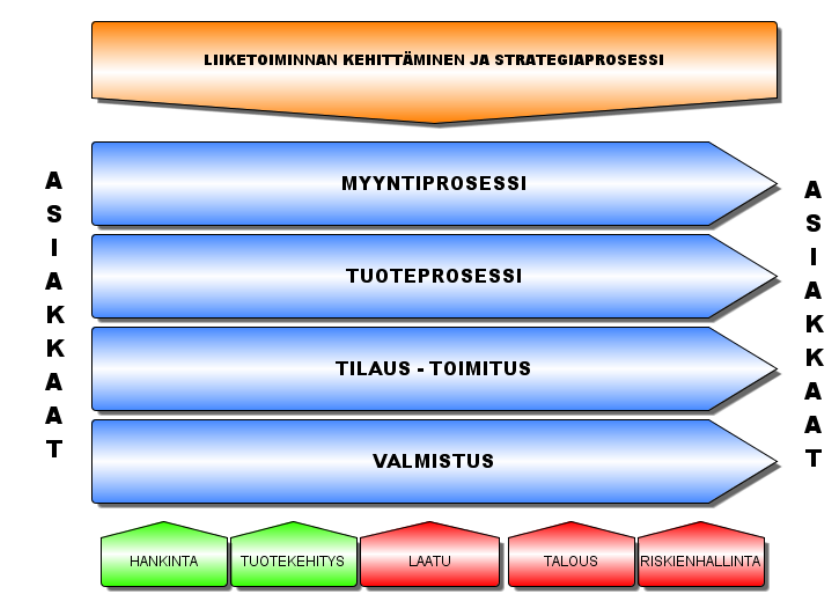 LIIKETOIMINNAN KEHITTÄMINEN JA STRATEGIAPROSESSI
ASIAKKAAT
MYYNTIPROSESSI
TUOTEPROSESSI
TILAUS - TOIMITUS
VALMISTUS
ASIAKKAAT
HANKINTA
TUOTEKEHITYS
LAATU
TALOUS
RISKIENHALLINTA